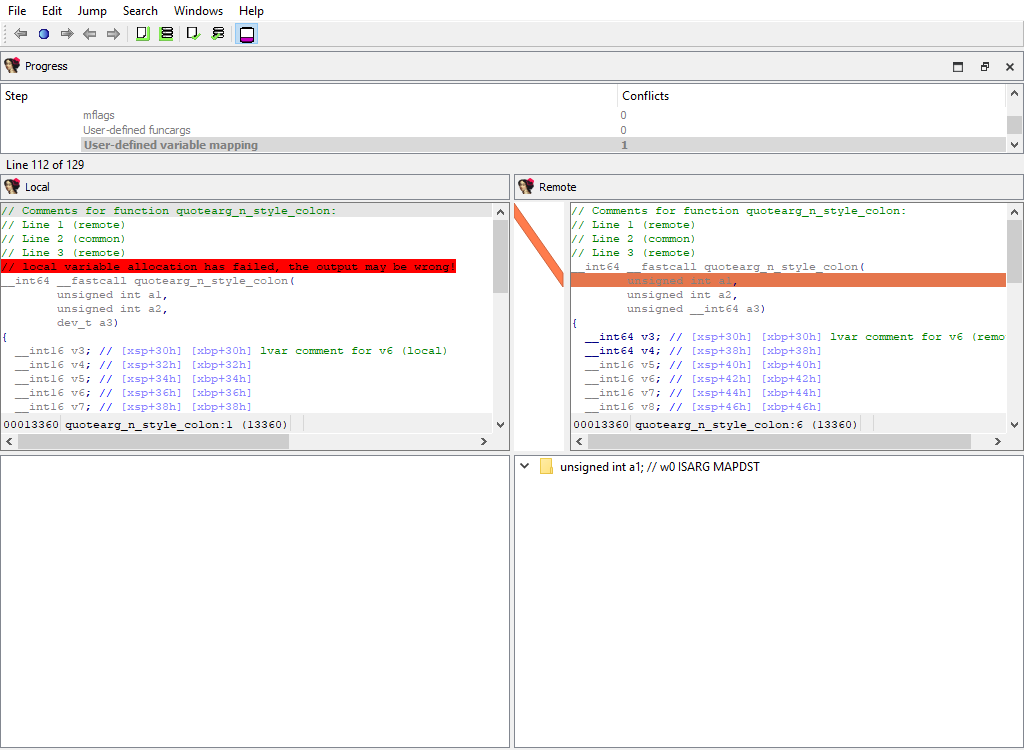 File Edit Jump Search Windows Help
Progress
Step Conflicts
mflags 0
User-defined funcargs 0
User-defined variable mapping 1
Line 112 of 129
Local
// Comments for function quotearg_n_style_colon:
// Line 1 (remote)
// Line 2 (common)
// Line 3 (remote)
// local variable allocation has failed, the output may be wrong!
__int64 __fastcall quotearg_n_style_colon(
unsigned int a1,
unsigned int a2,
dev_t a3)
{
__int16 v3; // [xsp+30h] [xbp+30h] lvar comment for v6 (local)
__int16 v4; // [xsp+32h] [xbp+32h]
__int16 v5; // [xsp+34h] [xbp+34h]
__int16 v6; // [xsp+36h] [xbp+36h]
__int16 v7; // [xsp+38h] [xbp+38h]
00013360 quotearg_n_style_colon:1 (13360)
Remote
// Comments for function quotearg_n_style_colon:
// Line 1 (remote)
// Line 2 (common)
// Line 3 (remote)
__int64 __fastcall quotearg_n_style_colon(
unsigned int a1,
unsigned int a2,
unsigned __int64 a3)
{
__int64 v3; // [xsp+30h] [xbp+30h] lvar comment for v6 (remo
__int64 v4; // [xsp+38h] [xbp+38h]
__int16 v5; // [xsp+40h] [xbp+40h]
__int16 v6; // [xsp+42h] [xbp+42h]
__int16 v7; // [xsp+44h] [xbp+44h]
__int16 v8; // [xsp+46h] [xbp+46h]
00013360 quotearg_n_style_colon:6 (13360)
unsigned int a1; // w0 ISARG MAPDST